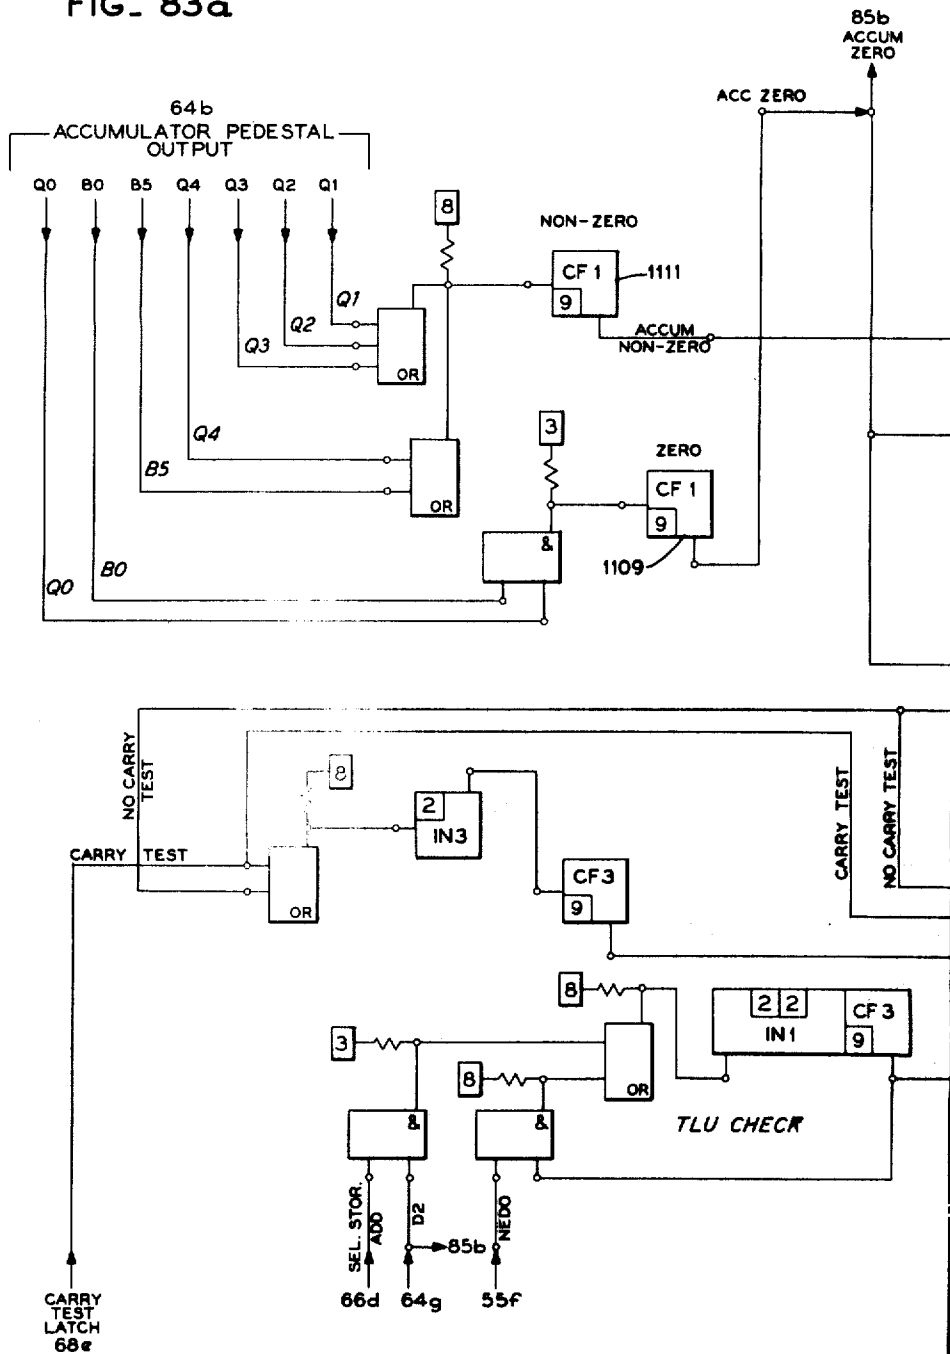 FIG_ 83a
85b
ACCUM
ZERO
ACC ZERO
64b
ACCUMULATOR PEDESTAL
OUTPUT
Q0 B0 B5 Q4 Q3 Q2 Q1
8
NON-ZERO
CF 1
9
1111
Q1
Q2
Q3
OR
ACCUM
NON-ZERO
Q4
B5
OR
3
ZERO
CF 1
9
1109
&
B0
Q0
NO CARRY
TEST
8
2
IN3
CARRY TEST
OR
CF3
9
CARRY TEST
NO CARRY TEST
8
2 2
IN1
CF 3
9
3
8
OR
TLU CHECK
&
&
SEL. STOR.
ADD
D2
NEDO
85b
66d
64g
55f
CARRY
TEST
LATCH
68e